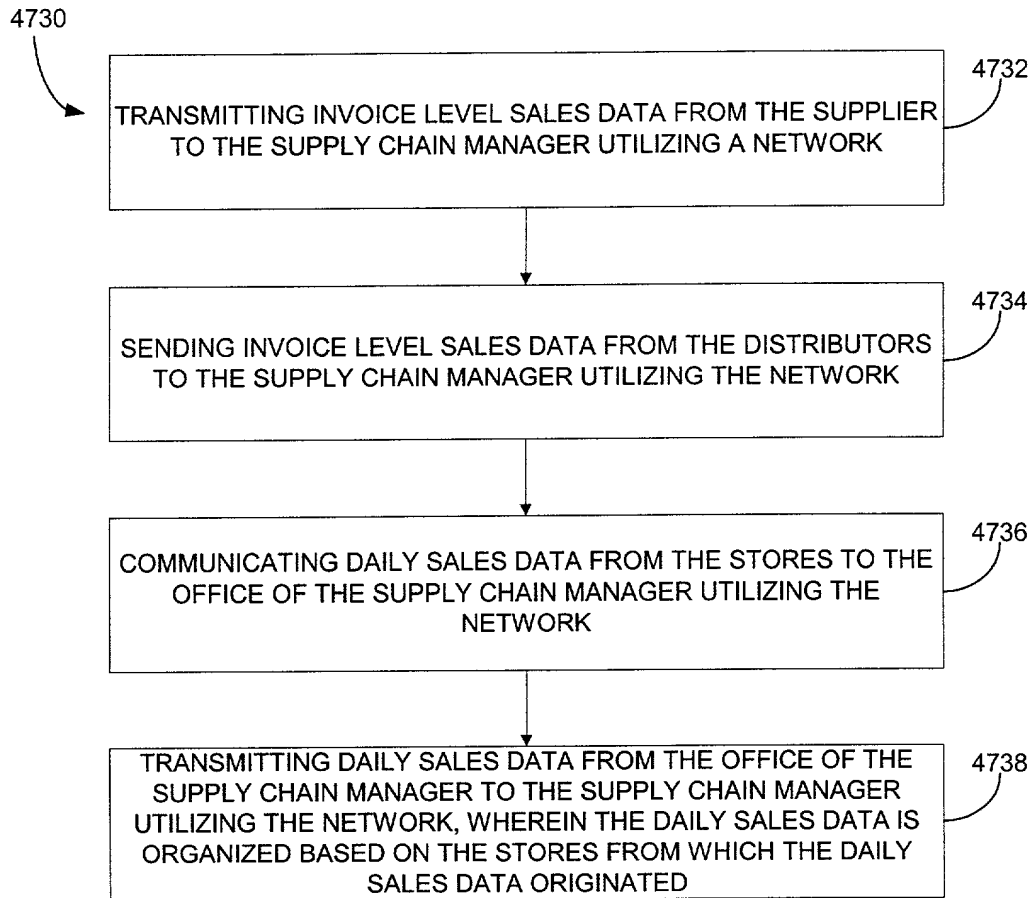 4730
4732
TRANSMITTING INVOICE LEVEL SALES DATA FROM THE SUPPLIER
TO THE SUPPLY CHAIN MANAGER UTILIZING A NETWORK
4734
SENDING INVOICE LEVEL SALES DATA FROM THE DISTRIBUTORS
TO THE SUPPLY CHAIN MANAGER UTILIZING THE NETWORK
4736
COMMUNICATING DAILY SALES DATA FROM THE STORES TO THE
OFFICE OF THE SUPPLY CHAIN MANAGER UTILIZING THE
NETWORK
4738
TRANSMITTING DAILY SALES DATA FROM THE OFFICE OF THE
SUPPLY CHAIN MANAGER TO THE SUPPLY CHAIN MANAGER
UTILIZING THE NETWORK, WHEREIN THE DAILY SALES DATA IS
ORGANIZED BASED ON THE STORES FROM WHICH THE DAILY
SALES DATA ORIGINATED